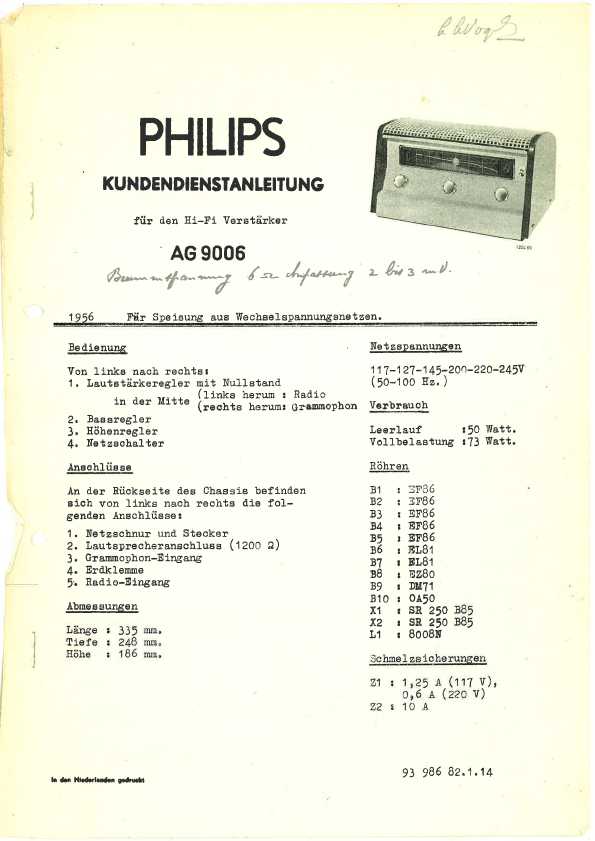 PHILIPS
KUNDENDIENSTANLEITUNG
für den Hi-Fi Verstärker
AG 9006
Brummspannung 6 Ω Anpassung 2 bis 3 mV.
1956 Für Speisung aus Wechselspannungsnetzen.
Bedienung
Von links nach rechts:
1. Lautstärkeregler mit Nullstand
in der Mitte (links herum : Radio
(rechts herum: Grammophon
2. Bassregler
3. Höhenregler
4. Netzschalter
Anschlüsse
An der Rückseite des Chassis befinden
sich von links nach rechts die fol-
genden Anschlüsse:
1. Netzschnur und Stecker
2. Lautsprecheranschluss (1200 Ω)
3. Grammophon-Eingang
4. Erdklemme
5. Radio-Eingang
Abmessungen
Länge : 335 mm.
Tiefe : 248 mm.
Höhe : 186 mm.
Netzspannungen
117-127-145-200-220-245V
(50-100 Hz.)
Verbrauch
Leerlauf :50 Watt.
Vollbelastung :73 Watt.
Röhren
B1 : EF86
B2 : EF86
B3 : EF86
B4 : EF86
B5 : EF86
B6 : EL81
B7 : EL81
B8 : EZ80
B9 : DM71
B10 : OA50
X1 : SR 250 B85
X2 : SR 250 B85
L1 : 8008N
Schmelzsicherungen
Z1 : 1,25 A (117 V),
0,6 A (220 V)
Z2 : 10 A
93 986 82.1.14
In den Niederlanden gedruckt